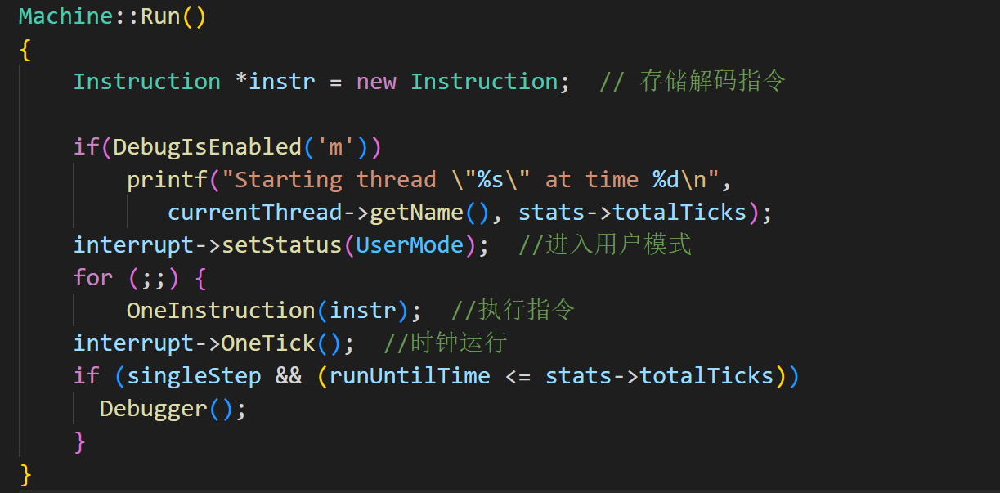 Machine::Run()
{
    Instruction *instr = new Instruction;  // 存储解码指令

    if(DebugIsEnabled('m'))
        printf("Starting thread \"%s\" at time %d\n",
           currentThread->getName(), stats->totalTicks);
    interrupt->setStatus(UserMode);  //进入用户模式
    for (;;) {
        OneInstruction(instr);  //执行指令
    interrupt->OneTick();  //时钟运行
    if (singleStep && (runUntilTime <= stats->totalTicks))
      Debugger();
    }
}